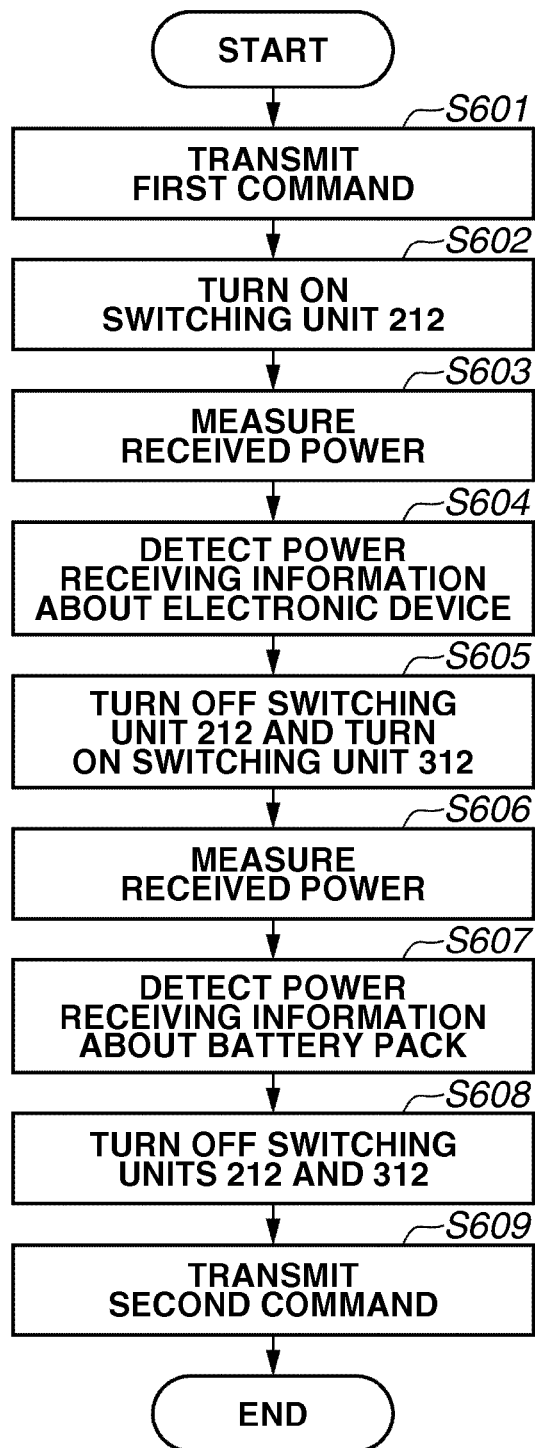 START
S601
TRANSMIT
FIRST COMMAND
S602
TURN ON
SWITCHING UNIT 212
S603
MEASURE
RECEIVED POWER
S604
DETECT POWER
RECEIVING INFORMATION
ABOUT ELECTRONIC DEVICE
S605
TURN OFF SWITCHING
UNIT 212 AND TURN
ON SWITCHING UNIT 312
S606
MEASURE
RECEIVED POWER
S607
DETECT POWER
RECEIVING INFORMATION
ABOUT BATTERY PACK
S608
TURN OFF SWITCHING
UNITS 212 AND 312
S609
TRANSMIT
SECOND COMMAND
END